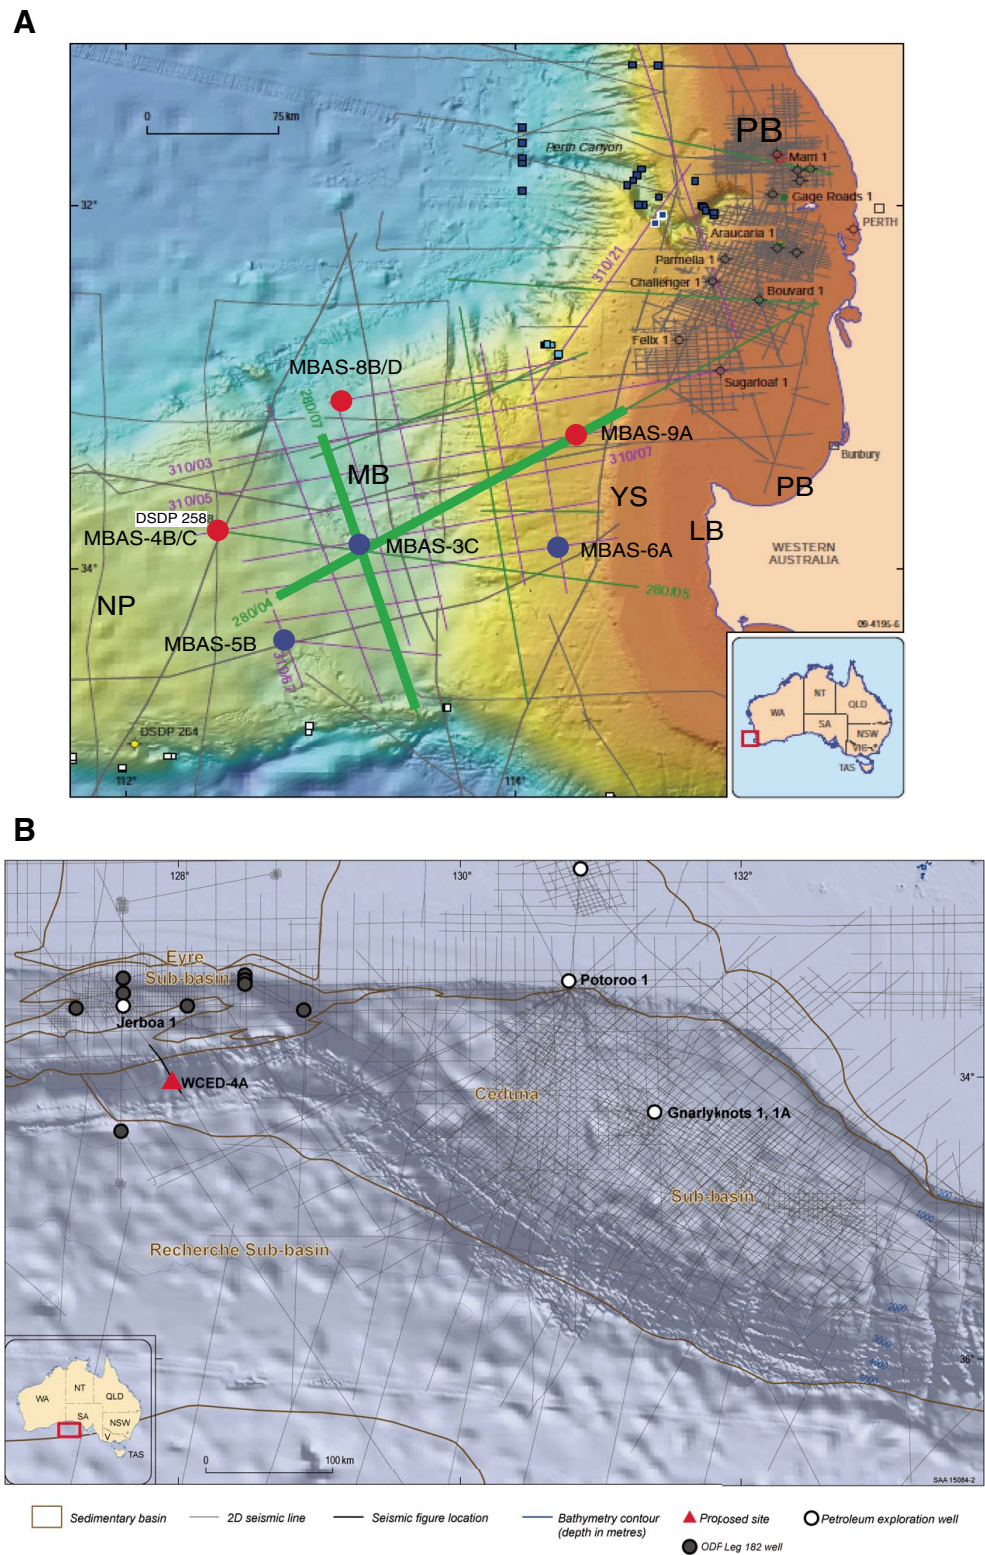 A
0
75 km
PB
Perth Canyon
Marri 1
32°
Gage Roads 1
PERTH
Araucaria 1
310/21
Parmelia 1
Challenger 1
Bouvard 1
Felix 1
MBAS-8B/D
Sugarloaf 1
280/07
MBAS-9A
310/03
MB
310/07
Bunbury
310/05
YS
PB
DSDP 258
MBAS-4B/C
LB
MBAS-3C
MBAS-6A
WESTERN
AUSTRALIA
34°
280/05
NP
280/04
09-4195-6
MBAS-5B
310/67
NT
QLD
WA
SA
NSW
VIC
TAS
DSDP 264
112°
114°
B
128°
130°
132°
Eyre
Sub-basin
Potoroo 1
Jerboa 1
WCED-4A
Ceduna
34°
Gnarlyknots 1, 1A
Sub-basin
200
1000
Recherche Sub-basin
2000
3000
4000
36°
NT
WA
QLD
SA
NSW
V
TAS
0
100 km
SAA 15084-2
Sedimentary basin
2D seismic line
Seismic figure location
Bathymetry contour
(depth in metres)
Proposed site
Petroleum exploration well
ODF Leg 182 well